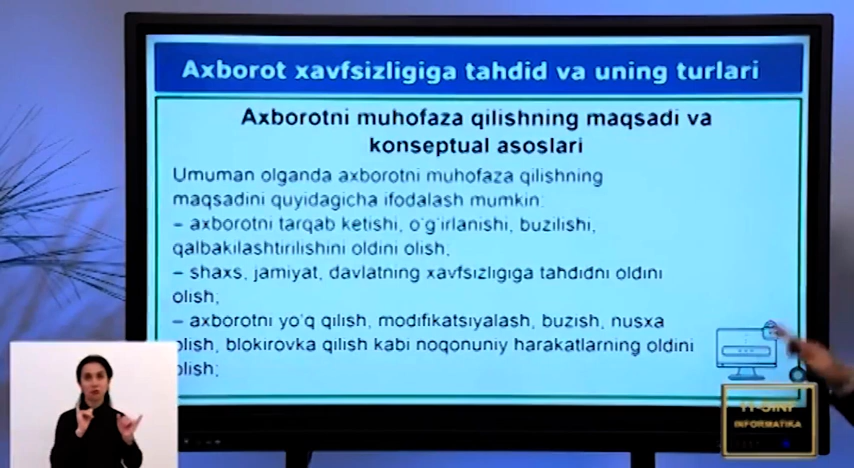 Axborot xavfsizligiga tahdid va uning turlari
Axborotni muhofaza qilishning maqsadi va
konseptual asoslari
Umuman olganda axborotni muhofaza qilishning
maqsadini quyidagicha ifodalash mumkin:
– axborotni tarqab ketishi, o'g'irlanishi, buzilishi,
qalbakilashtirilishini oldini olish;
– shaxs, jamiyat, davlatning xavfsizligiga tahdidni oldini
olish;
– axborotni yo'q qilish, modifikatsiyalash, buzish, nusxa
olish, blokirovka qilish kabi noqonuniy harakatlarning oldini
olish;
11-SINF
INFORMATIKA